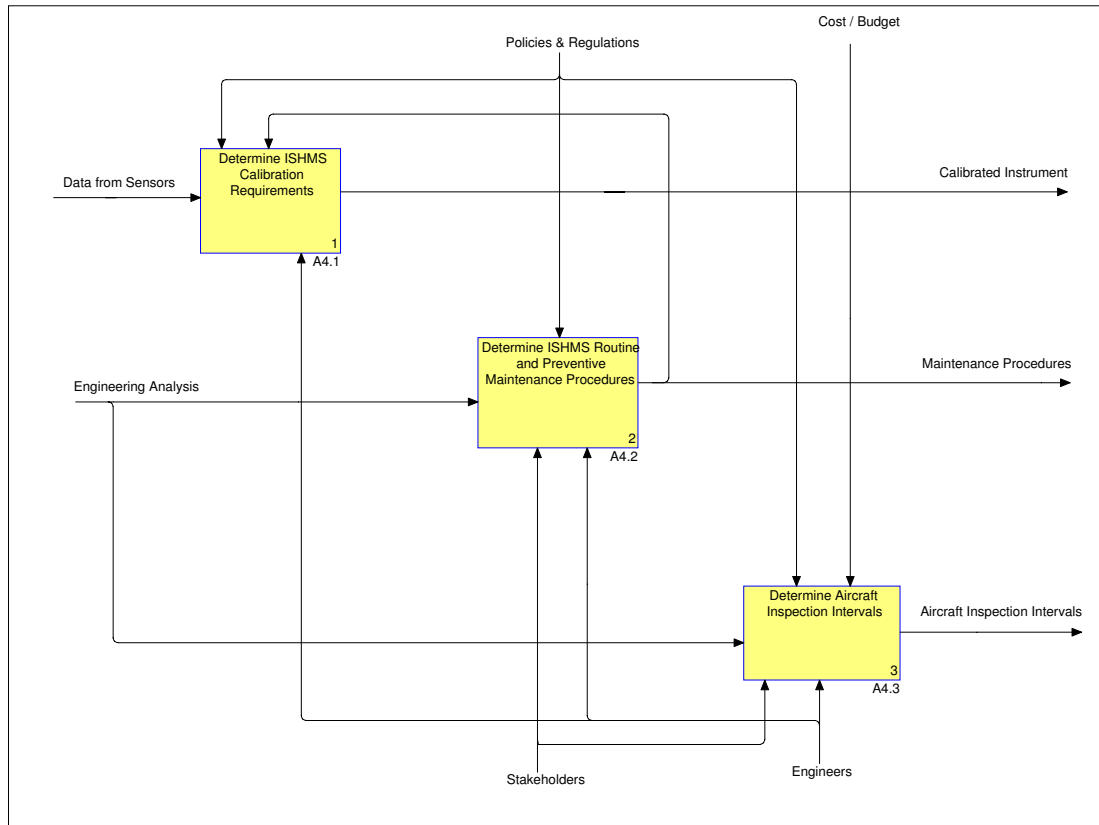 Cost / Budget
Policies & Regulations
Determine ISHMS
Calibration
Requirements
1
A4.1
Data from Sensors
Calibrated Instrument
Determine ISHMS Routine
and Preventive
Maintenance Procedures
2
A4.2
Engineering Analysis
Maintenance Procedures
Determine Aircraft
Inspection Intervals
3
A4.3
Aircraft Inspection Intervals
Stakeholders
Engineers